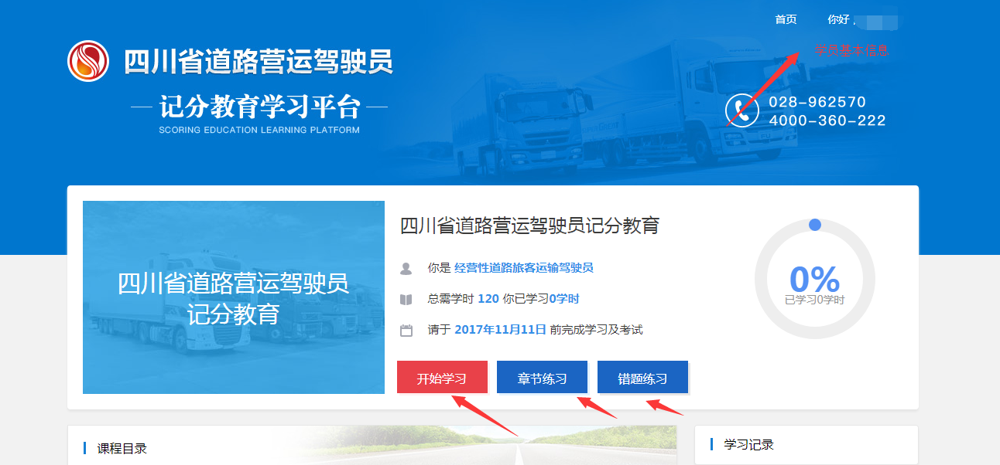 首页 你好
四川省道路营运驾驶员
学员基本信息
记分教育学习平台
SCORING EDUCATION LEARNING PLATFORM
028-962570
4000-360-222
四川省道路营运驾驶员
记分教育
四川省道路营运驾驶员记分教育
你是 经营性道路旅客运输驾驶员
总需学时 120 你已学习0学时
请于 2017年11月11日 前完成学习及考试
0%
已学习0学时
开始学习 章节练习 错题练习
课程目录
学习记录